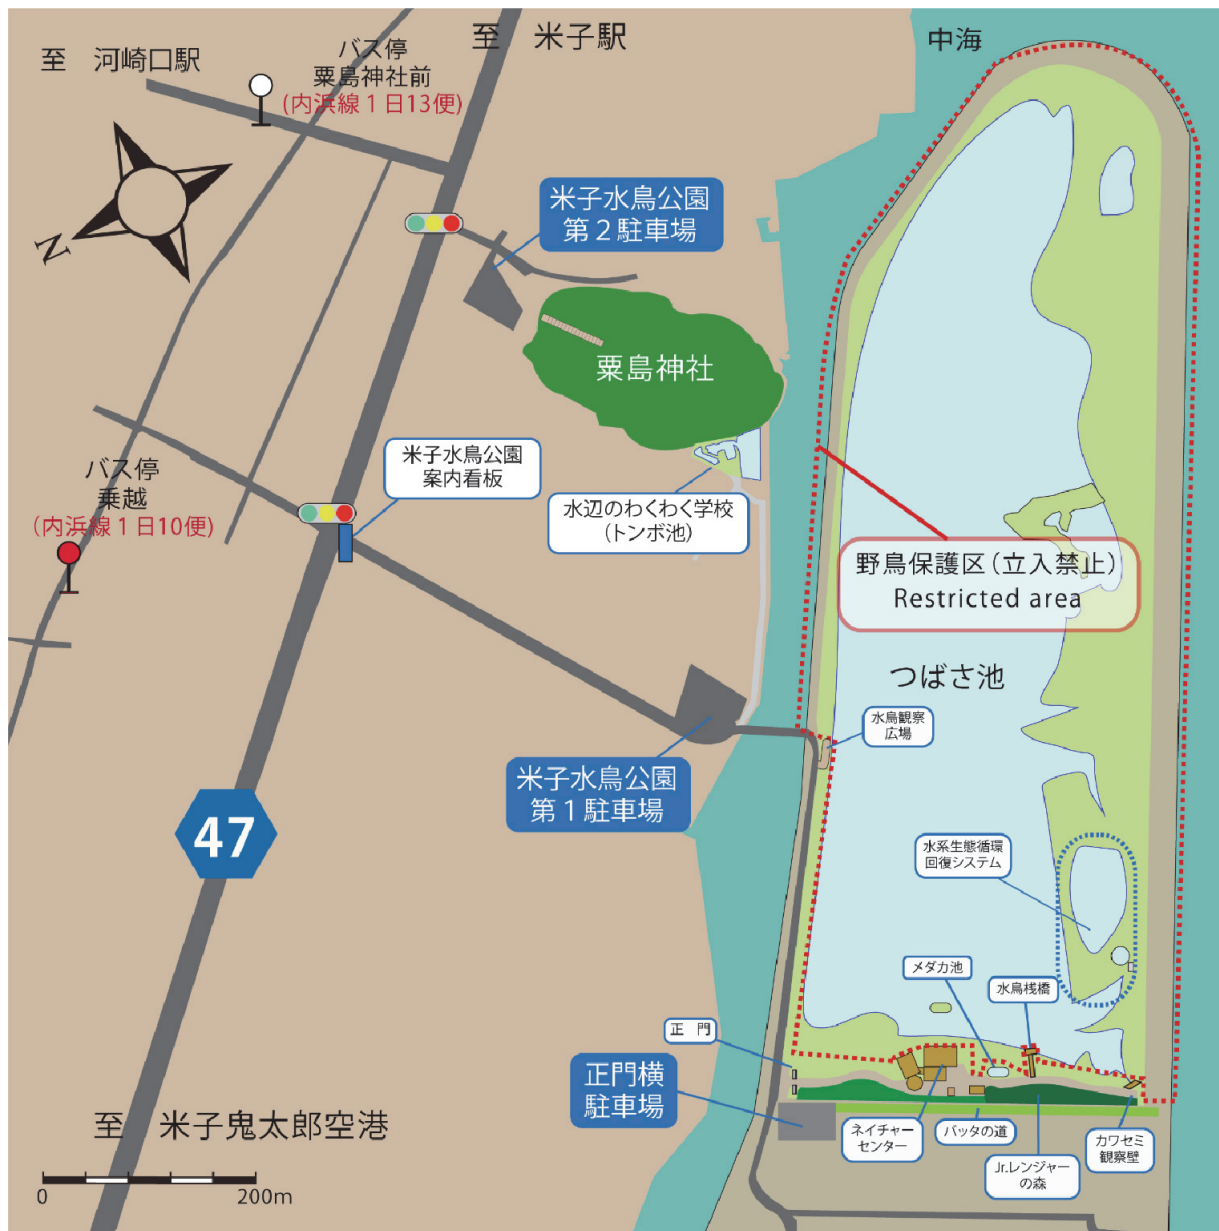 至 米子駅
中海
バス停
粟島神社前
(内浜線1日13便)
至 河崎口駅
米子水鳥公園
第2駐車場
N
粟島神社
米子水鳥公園
案内看板
バス停
乗越
(内浜線1日10便)
水辺のわくわく学校
(トンボ池)
野鳥保護区(立入禁止)
Restricted area
つばさ池
水鳥観察
広場
米子水鳥公園
第1駐車場
47
水系生態循環
回復システム
メダカ池
水鳥桟橋
正門
正門横
駐車場
ネイチャー
センター
バッタの道
Jr.レンジャー
の森
カワセミ
観察壁
至 米子鬼太郎空港
0 200m